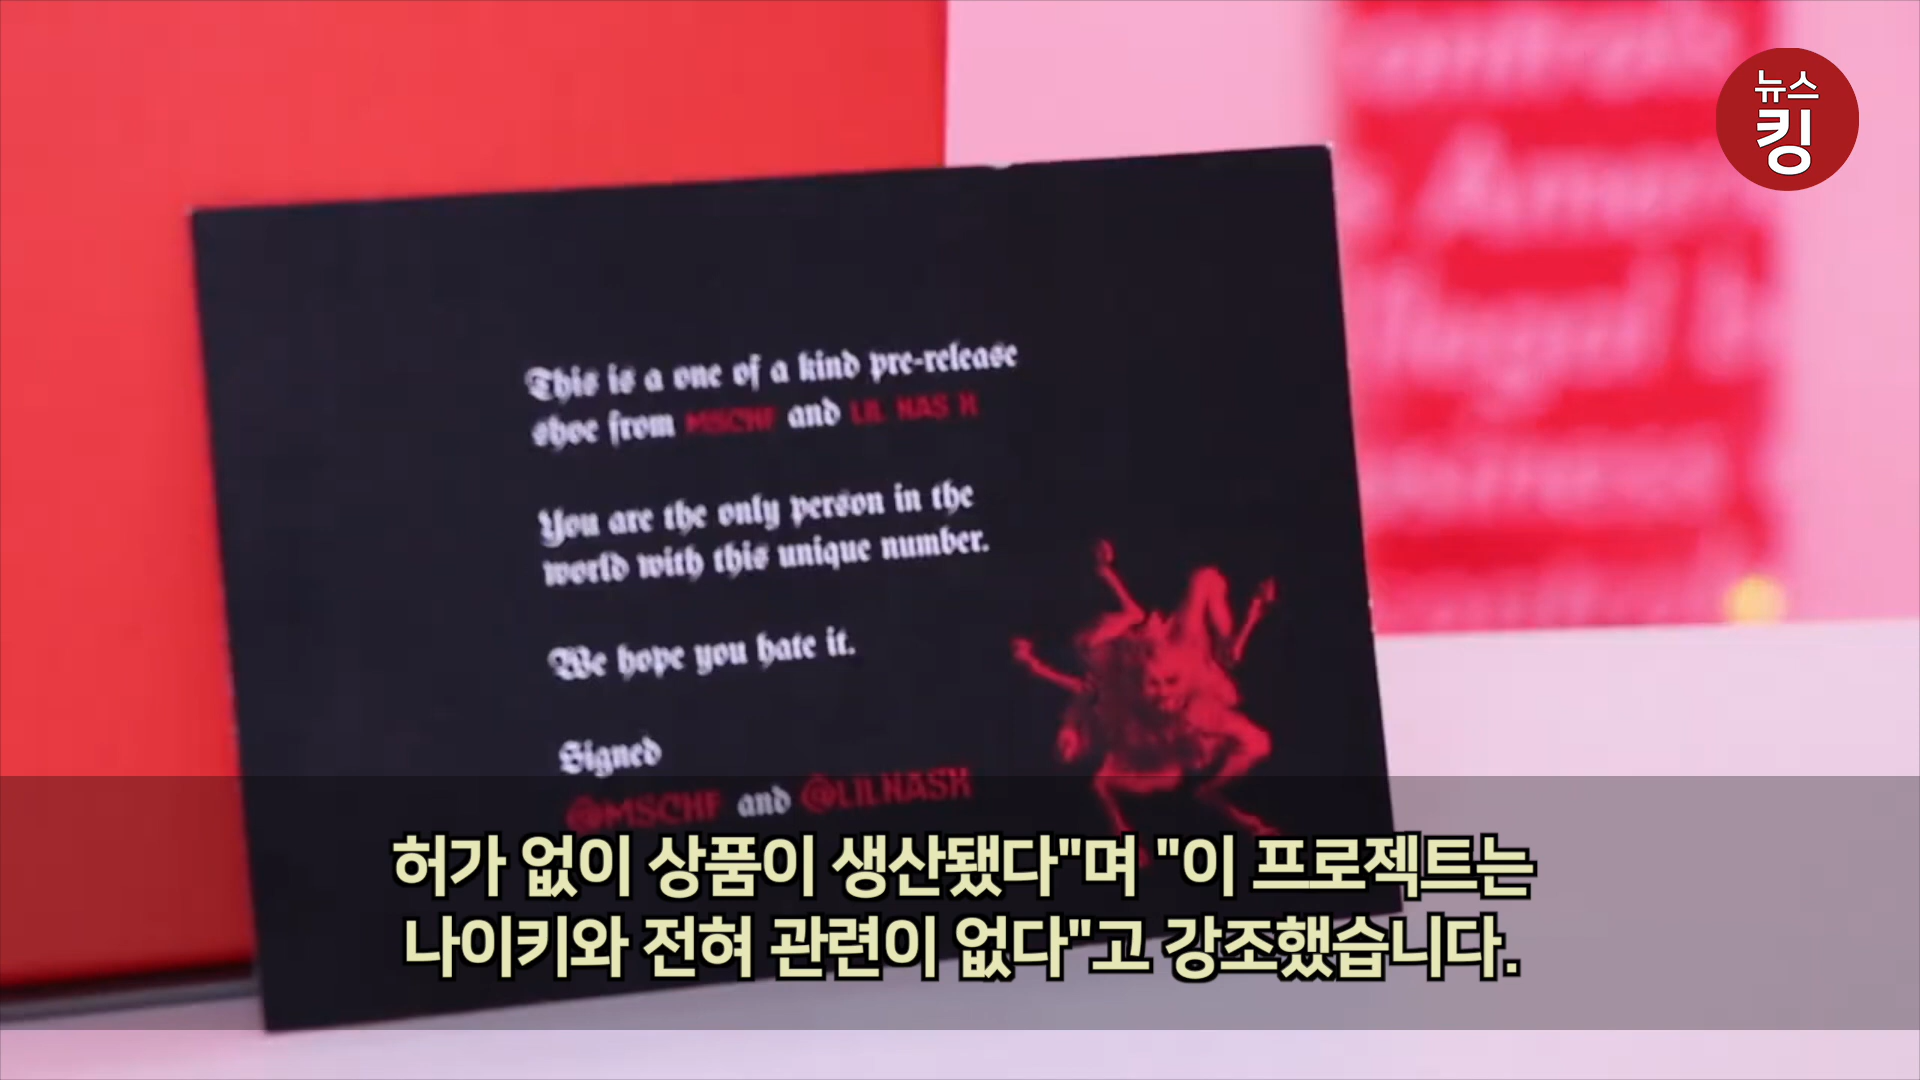 뉴스
킹
This is a one of a kind pre-release
shoe from MSCHF and LIL NAS X
You are the only person in the
world with this unique number.
We hope you hate it.
Signed
@MSCHF and @LILNASX
허가 없이 상품이 생산됐다"며 "이 프로젝트는
나이키와 전혀 관련이 없다"고 강조했습니다.